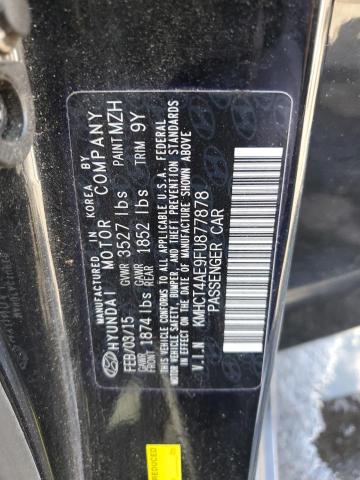 MANUFACTURED IN KOREA BY
HYUNDAI MOTOR COMPANY
FEB/03/15 GVWR 3527 lbs PAINT MZH
GAWR FRONT 1874 lbs GAWR REAR 1852 lbs TRIM 9Y
THIS VEHICLE CONFORMS TO ALL APPLICABLE U.S.A. FEDERAL
MOTOR VEHICLE SAFETY, BUMPER, AND THEFT PREVENTION STANDARDS
IN EFFECT ON THE DATE OF MANUFACTURE SHOWN ABOVE.
V.I.N KMHCT4AE9FU877878
PASSENGER CAR
REDUCED